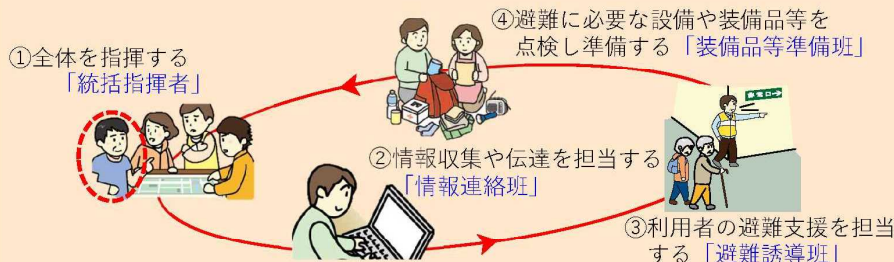 ①全体を指揮する
「統括指揮者」
②情報収集や伝達を担当する
「情報連絡班」
③利用者の避難支援を担当
する「避難誘導班」
④避難に必要な設備や装備品等を
点検し準備する「装備品等準備班」